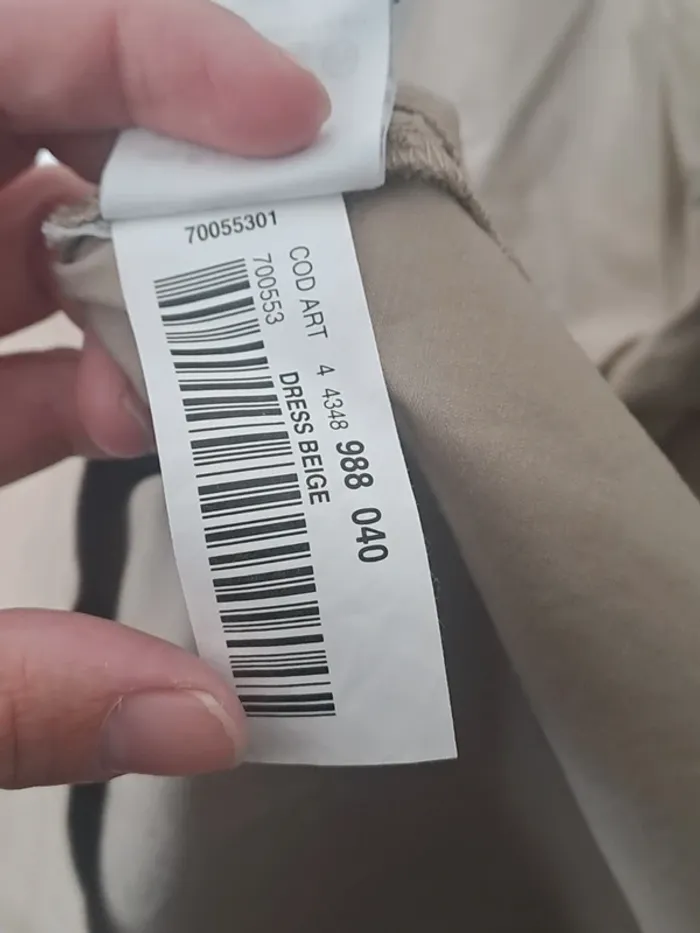 70055301
COD ART 4 4348 988 040
700553
DRESS BEIGE